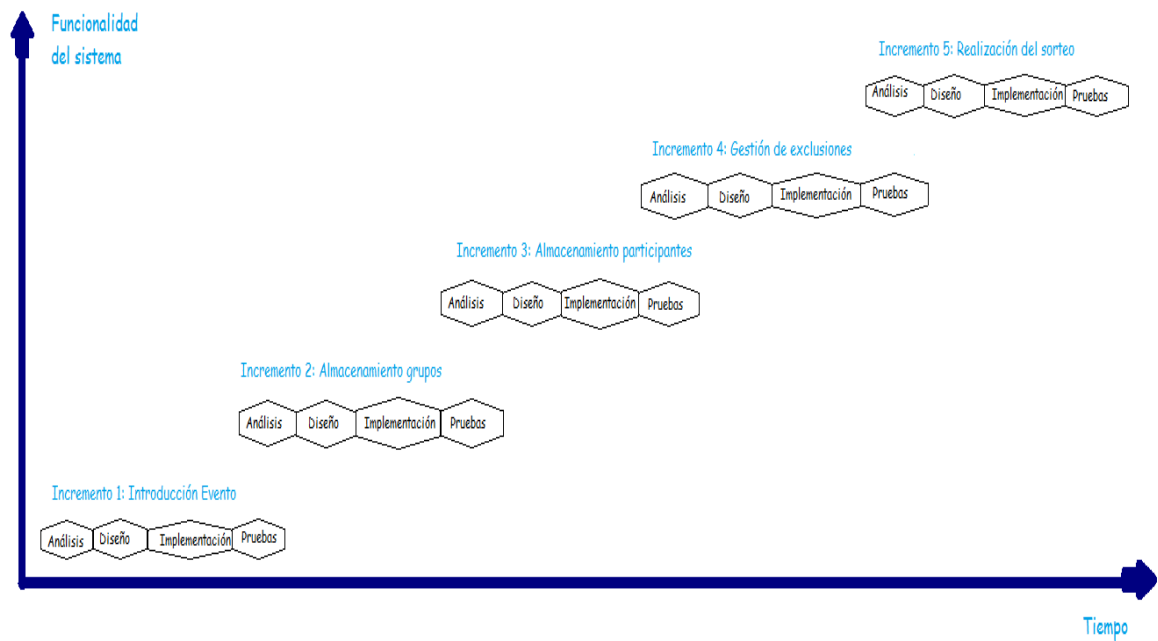 Funcionalidad
del sistema
Incremento 5: Realización del sorteo
Análisis Diseño Implementación Pruebas
Incremento 4: Gestión de exclusiones
Análisis Diseño Implementación Pruebas
Incremento 3: Almacenamiento participantes
Análisis Diseño Implementación Pruebas
Incremento 2: Almacenamiento grupos
Análisis Diseño Implementación Pruebas
Incremento 1: Introducción Evento
Análisis Diseño Implementación Pruebas
Tiempo